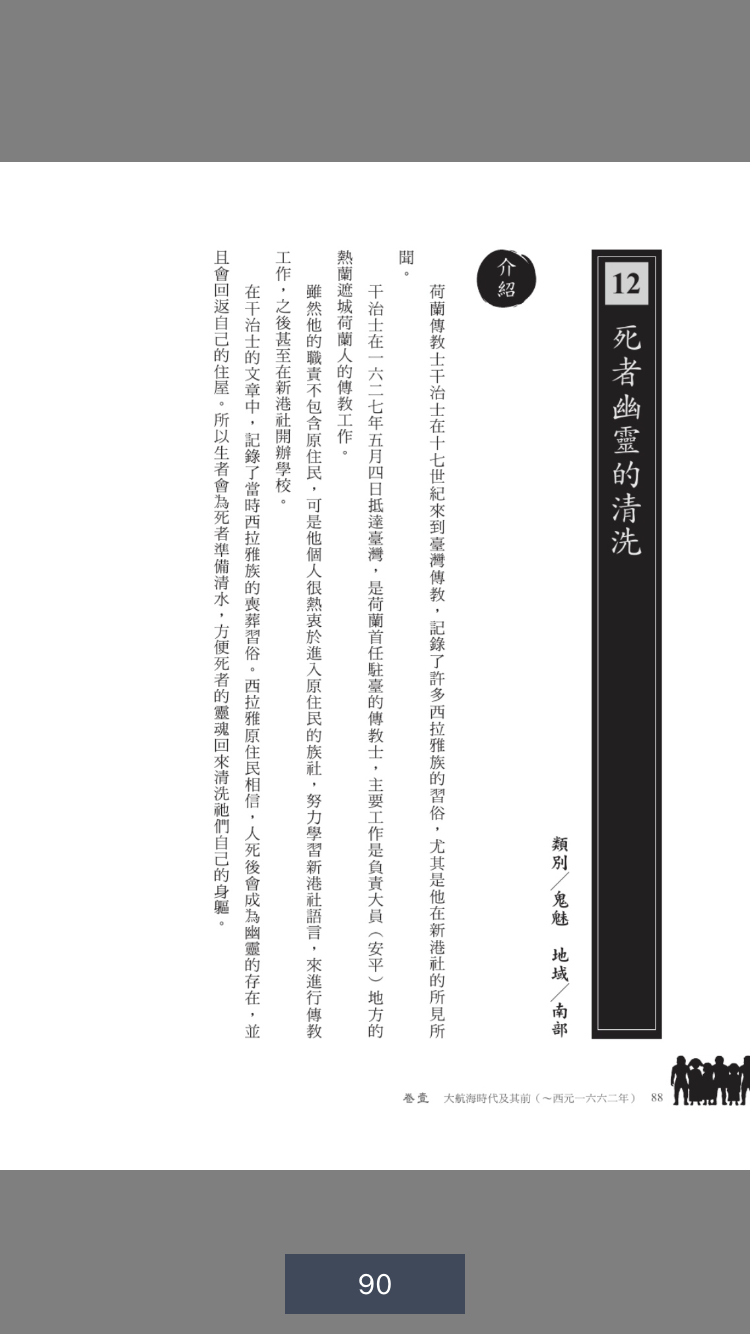 12
死者幽靈的清洗
類別／鬼魅　地域／南部
介紹
荷蘭傳教士干治士在十七世紀來到臺灣傳教，記錄了許多西拉雅族的習俗，尤其是他在新港社的所見所
聞。
干治士在一六二七年五月四日抵達臺灣，是荷蘭首任駐臺的傳教士，主要工作是負責大員（安平）地方的
熱蘭遮城荷蘭人的傳教工作。
雖然他的職責不包含原住民，可是他個人很熱衷於進入原住民的族社，努力學習新港社語言，來進行傳教
工作，之後甚至在新港社開辦學校。
在干治士的文章中，記錄了當時西拉雅族的喪葬習俗。西拉雅原住民相信，人死後會成為幽靈的存在，並
且會回返自己的住屋。所以生者會為死者準備清水，方便死者的靈魂回來清洗祂們自己的身軀。
卷壹　大航海時代及其前（～西元一六六二年）　88
90